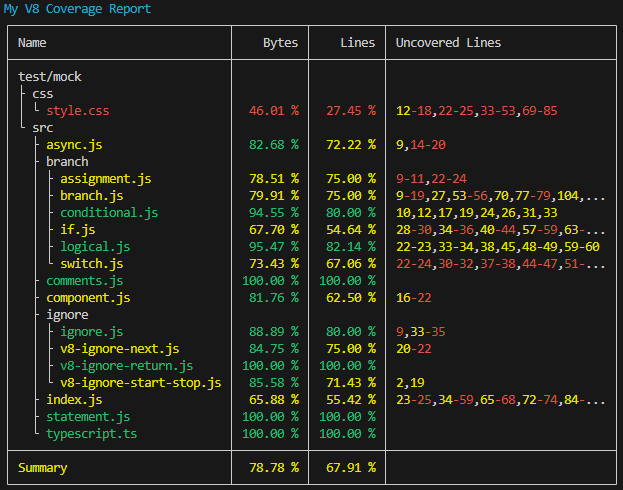 My V8 Coverage Report
Name Bytes Lines Uncovered Lines
test/mock
css
style.css 46.01 % 27.45 % 12-18,22-25,33-53,69-85
src
async.js 82.68 % 72.22 % 9,14-20
branch
assignment.js 78.51 % 75.00 % 9-11,22-24
branch.js 79.91 % 75.00 % 9-19,27,53-56,70,77-79,104,...
conditional.js 94.55 % 80.00 % 10,12,17,19,24,26,31,33
if.js 67.70 % 54.64 % 28-30,34-36,40-44,57-59,63-...
logical.js 95.47 % 82.14 % 22-23,33-34,38,45,48-49,59-60
switch.js 73.43 % 67.06 % 22-24,30-32,37-38,44-47,51-...
comments.js 100.00 % 100.00 %
component.js 81.76 % 62.50 % 16-22
ignore
ignore.js 88.89 % 80.00 % 9,33-35
v8-ignore-next.js 84.75 % 75.00 % 20-22
v8-ignore-return.js 100.00 % 100.00 %
v8-ignore-start-stop.js 85.58 % 71.43 % 2,19
index.js 65.88 % 55.42 % 23-25,34-59,65-68,72-74,84-...
statement.js 100.00 % 100.00 %
typescript.ts 100.00 % 100.00 %
Summary 78.78 % 67.91 %